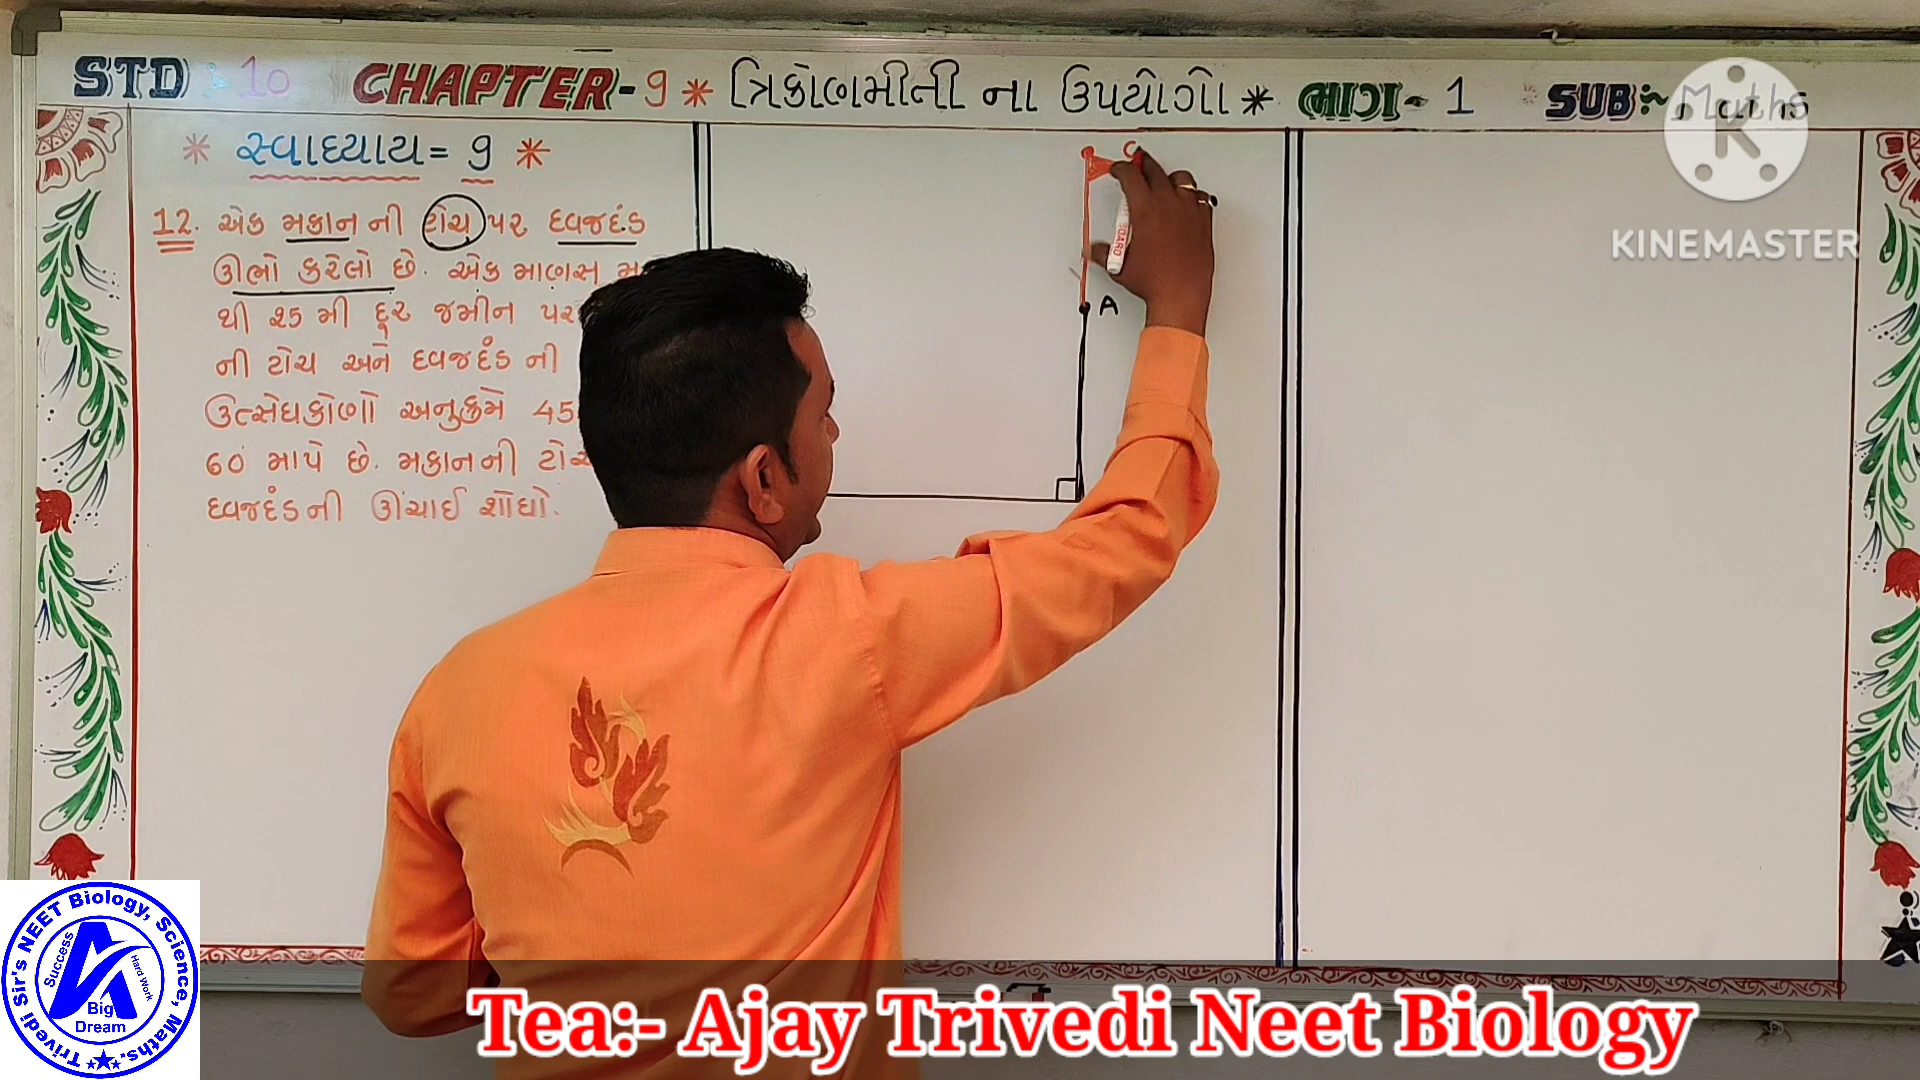 STD : 10 CHAPTER-9 * ત્રિકોણમીતી ના ઉપયોગો * ભાગ- 1 SUB:~ Maths
* સ્વાધ્યાય = 9 *
12. એક મકાન ની ટોચ પર ધ્વજદંડ
ઊભો કરેલો છે. એક માણસ મ
થી 25 મી દૂર જમીન પર
ની ટોચ અને ધ્વજદંડ ની
ઉત્સેધકોણો અનુક્રમે 45
60 માપે છે. મકાનની ટોચ
ધ્વજદંડની ઊંચાઈ શોધો.
A
BOARD
K
KINEMASTER
Trivedi Sir's NEET Biology, Science, Maths.
Success
Hard Work
Big
Dream
Tea:- Ajay Trivedi Neet Biology